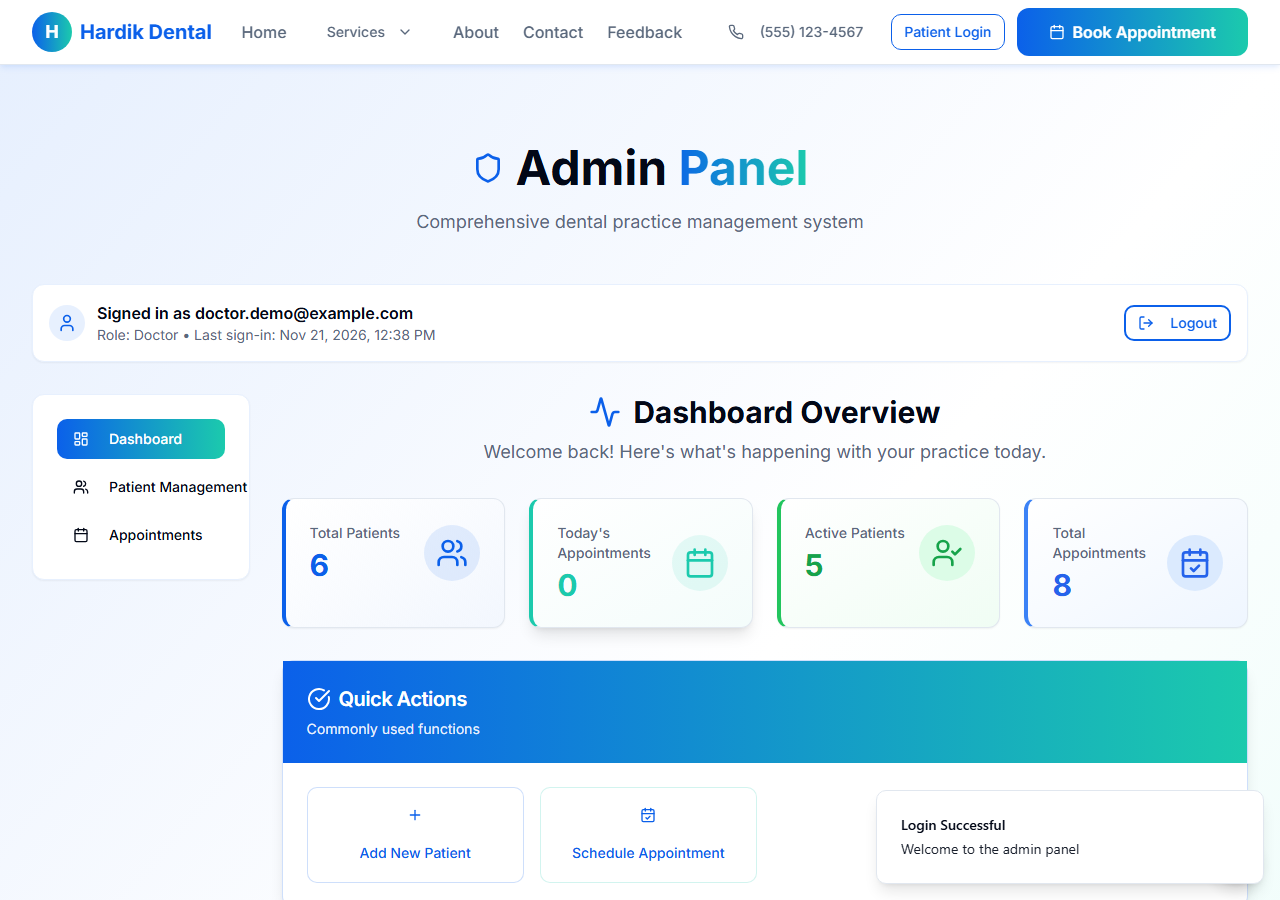 H Hardik Dental Home Services About Contact Feedback (555) 123-4567 Patient Login Book Appointment
Admin Panel
Comprehensive dental practice management system
Signed in as doctor.demo@example.com
Role: Doctor • Last sign-in: Nov 21, 2026, 12:38 PM
Logout
Dashboard
Patient Management
Appointments
Dashboard Overview
Welcome back! Here's what's happening with your practice today.
Total Patients
6
Today's
Appointments
0
Active Patients
5
Total
Appointments
8
Quick Actions
Commonly used functions
Add New Patient
Schedule Appointment
Login Successful
Welcome to the admin panel